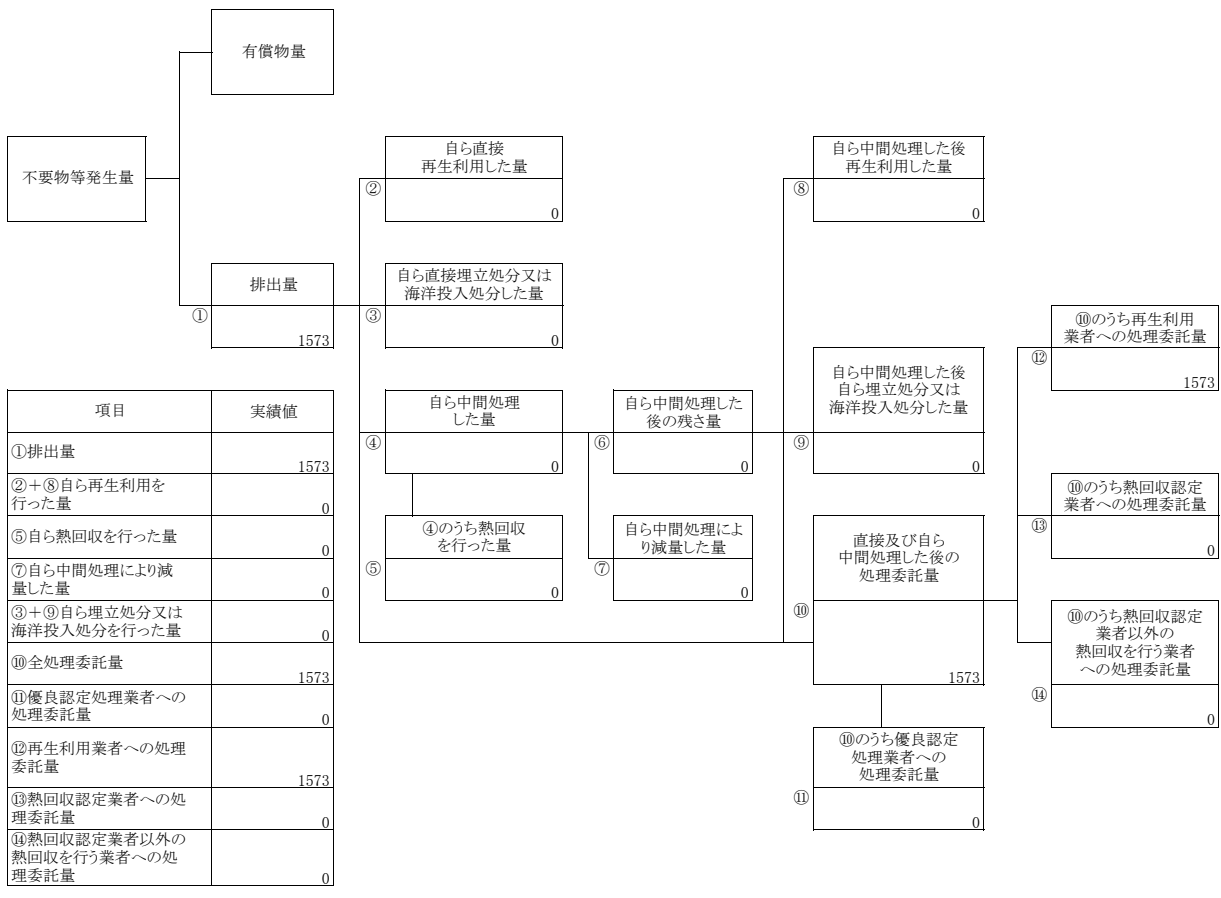 有償物量
不要物等発生量
自ら直接
再生利用した量
②
0
自ら中間処理した後
再生利用した量
⑧
0
排出量
①
1573
自ら直接埋立処分又は
海洋投入処分した量
③
0
⑩のうち再生利用
業者への処理委託量
⑫
1573
自ら中間処理
した量
④
0
自ら中間処理した
後の残さ量
⑥
0
自ら中間処理した後
自ら埋立処分又は
海洋投入処分した量
⑨
0
⑩のうち熱回収認定
業者への処理委託量
⑬
0
④のうち熱回収
を行った量
⑤
0
自ら中間処理によ
り減量した量
⑦
0
直接及び自ら
中間処理した後の
処理委託量
⑩
1573
⑩のうち熱回収認定
業者以外の
熱回収を行う業者
への処理委託量
⑭
0
⑩のうち優良認定
処理業者への
処理委託量
⑪
0
項目 実績値
①排出量
1573
②＋⑧自ら再生利用を
行った量
0
⑤自ら熱回収を行った量
0
⑦自ら中間処理により減
量した量
0
③＋⑨自ら埋立処分又は
海洋投入処分を行った量
0
⑩全処理委託量
1573
⑪優良認定処理業者への
処理委託量
0
⑫再生利用業者への処理
委託量
1573
⑬熱回収認定業者への処
理委託量
0
⑭熱回収認定業者以外の
熱回収を行う業者への処
理委託量
0